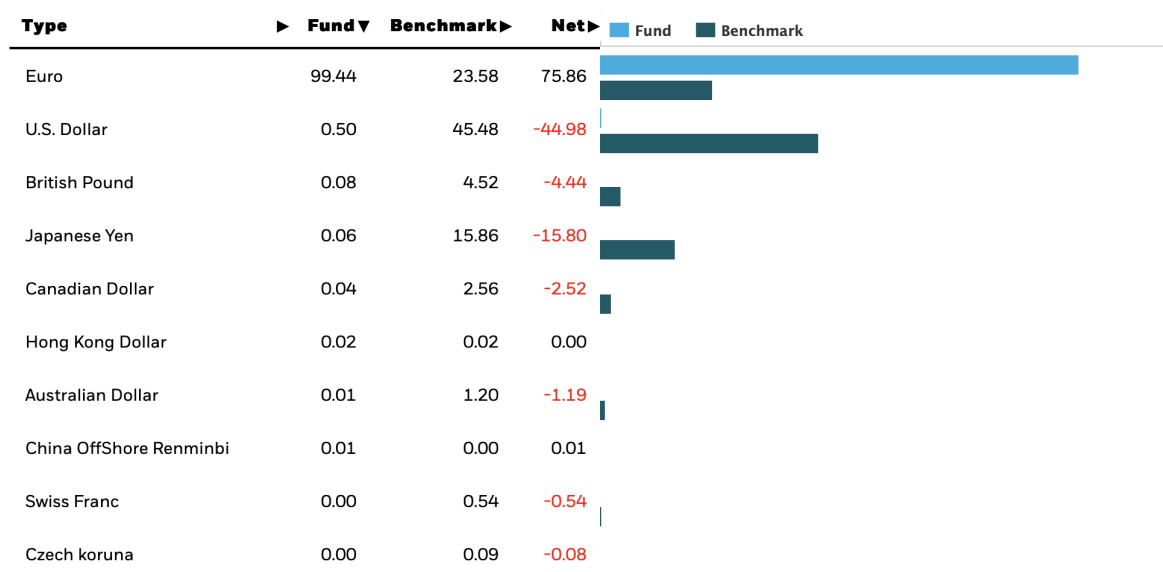 Type ▶ Fund ▼ Benchmark ▶ Net ▶ Fund Benchmark
Euro 99.44 23.58 75.86
U.S. Dollar 0.50 45.48 -44.98
British Pound 0.08 4.52 -4.44
Japanese Yen 0.06 15.86 -15.80
Canadian Dollar 0.04 2.56 -2.52
Hong Kong Dollar 0.02 0.02 0.00
Australian Dollar 0.01 1.20 -1.19
China OffShore Renminbi 0.01 0.00 0.01
Swiss Franc 0.00 0.54 -0.54
Czech koruna 0.00 0.09 -0.08